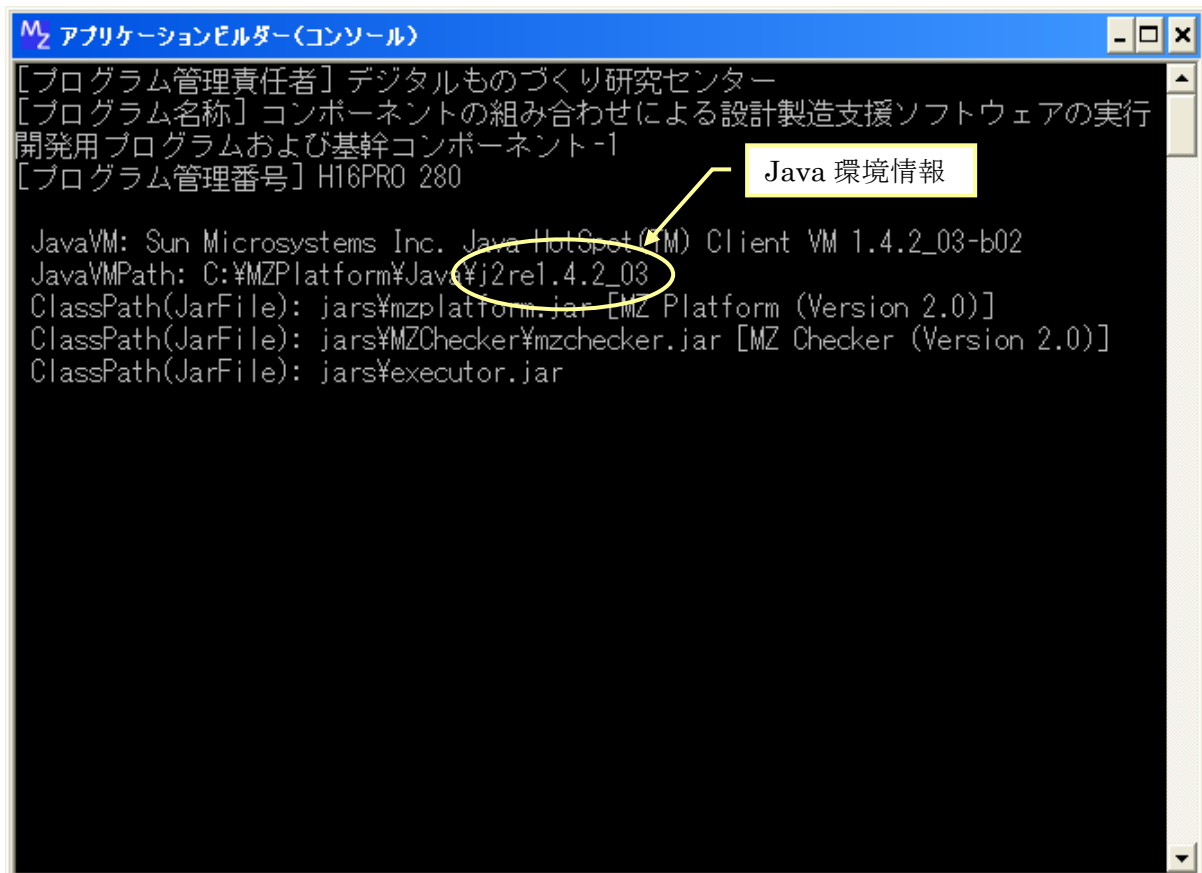 MZ アプリケーションビルダー(コンソール)
[プログラム管理責任者] デジタルものづくり研究センター
[プログラム名称] コンポーネントの組み合わせによる設計製造支援ソフトウェアの実行
開発用プログラムおよび基幹コンポーネント-1
[プログラム管理番号] H16PRO 280
Java 環境情報
JavaVM: Sun Microsystems Inc. Java HotSpot(TM) Client VM 1.4.2_03-b02
JavaVMPath: C:¥MZPlatform¥Java¥j2re1.4.2_03
ClassPath(JarFile): jars¥mzplatform.jar [MZ Platform (Version 2.0)]
ClassPath(JarFile): jars¥MZChecker¥mzchecker.jar [MZ Checker (Version 2.0)]
ClassPath(JarFile): jars¥executor.jar